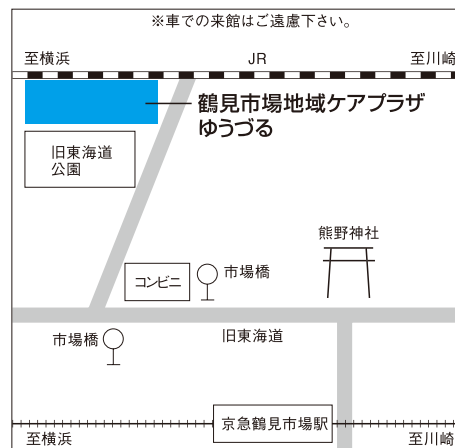 ※車での来館はご遠慮下さい。
至横浜
JR
至川崎
鶴見市場地域ケアプラザ
ゆうづる
旧東海道
公園
熊野神社
コンビニ
市場橋
市場橋
旧東海道
京急鶴見市場駅
至横浜
至川崎